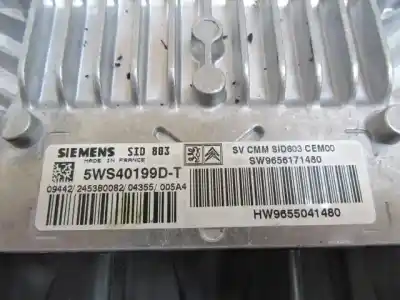 SIEMENS SID 803
MADE IN FRANCE
5WS40199D-T
09442/245380082/04355/005A4
SV CMM SID803 CEM00
SW9656171480
HW9655041480